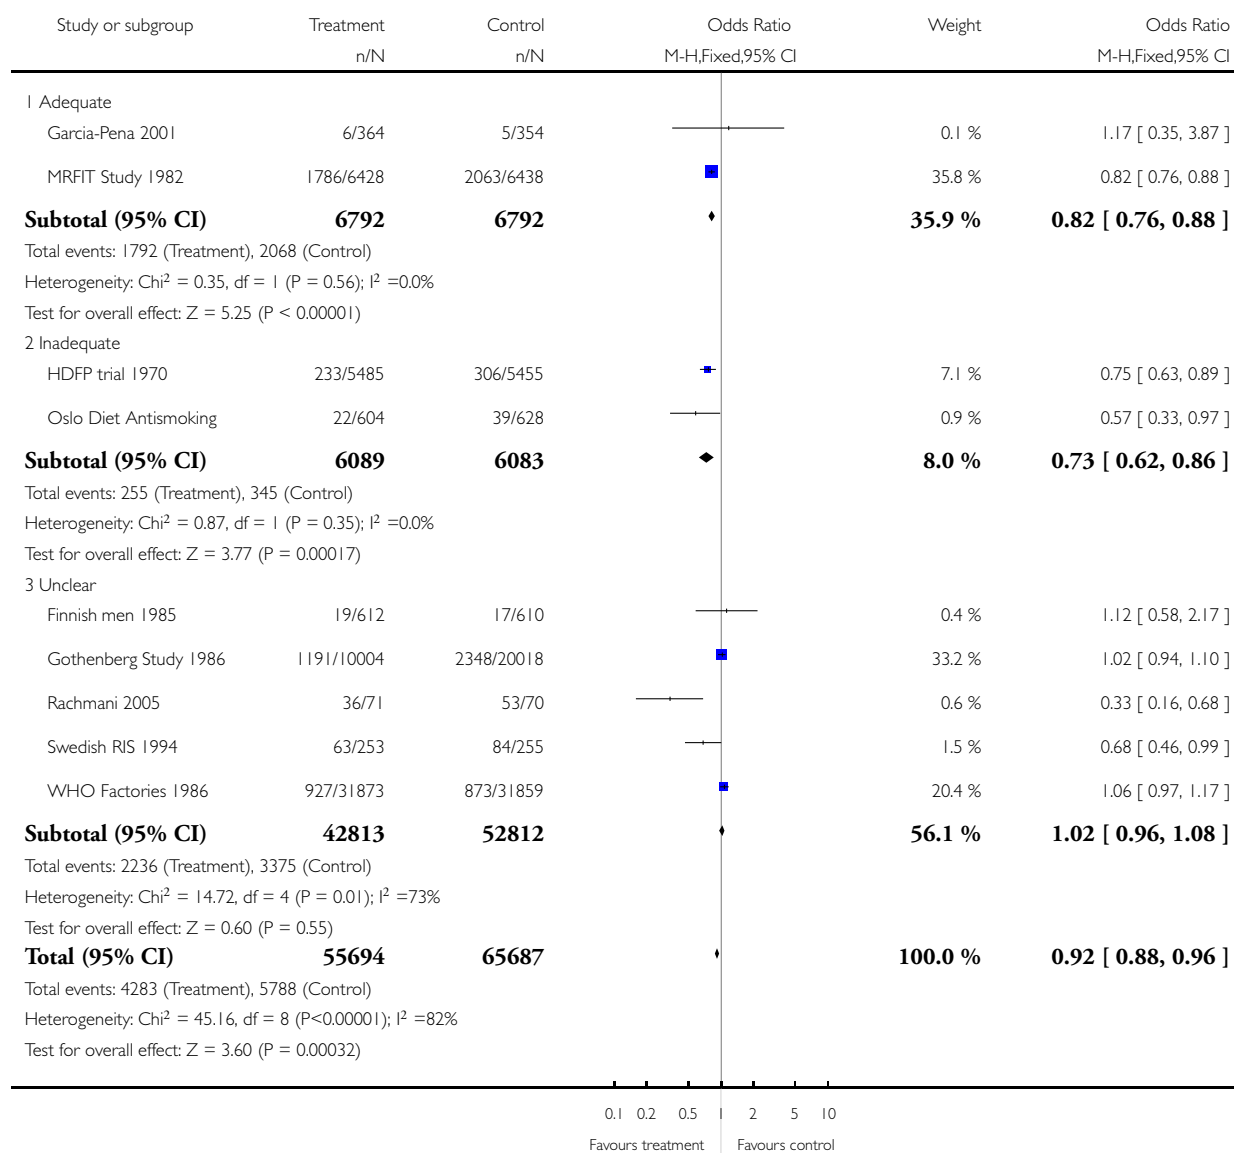 Study or subgroup Treatment Control Odds Ratio Weight Odds Ratio
n/N n/N M-H,Fixed,95% CI M-H,Fixed,95% CI
1 Adequate
Garcia-Pena 2001 6/364 5/354 0.1 % 1.17 [ 0.35, 3.87 ]
MRFIT Study 1982 1786/6428 2063/6438 35.8 % 0.82 [ 0.76, 0.88 ]
Subtotal (95% CI) 6792 6792 35.9 % 0.82 [ 0.76, 0.88 ]
Total events: 1792 (Treatment), 2068 (Control)
Heterogeneity: Chi² = 0.35, df = 1 (P = 0.56); I² =0.0%
Test for overall effect: Z = 5.25 (P < 0.00001)
2 Inadequate
HDFP trial 1970 233/5485 306/5455 7.1 % 0.75 [ 0.63, 0.89 ]
Oslo Diet Antismoking 22/604 39/628 0.9 % 0.57 [ 0.33, 0.97 ]
Subtotal (95% CI) 6089 6083 8.0 % 0.73 [ 0.62, 0.86 ]
Total events: 255 (Treatment), 345 (Control)
Heterogeneity: Chi² = 0.87, df = 1 (P = 0.35); I² =0.0%
Test for overall effect: Z = 3.77 (P = 0.00017)
3 Unclear
Finnish men 1985 19/612 17/610 0.4 % 1.12 [ 0.58, 2.17 ]
Gothenberg Study 1986 1191/10004 2348/20018 33.2 % 1.02 [ 0.94, 1.10 ]
Rachmani 2005 36/71 53/70 0.6 % 0.33 [ 0.16, 0.68 ]
Swedish RIS 1994 63/253 84/255 1.5 % 0.68 [ 0.46, 0.99 ]
WHO Factories 1986 927/31873 873/31859 20.4 % 1.06 [ 0.97, 1.17 ]
Subtotal (95% CI) 42813 52812 56.1 % 1.02 [ 0.96, 1.08 ]
Total events: 2236 (Treatment), 3375 (Control)
Heterogeneity: Chi² = 14.72, df = 4 (P = 0.01); I² =73%
Test for overall effect: Z = 0.60 (P = 0.55)
Total (95% CI) 55694 65687 100.0 % 0.92 [ 0.88, 0.96 ]
Total events: 4283 (Treatment), 5788 (Control)
Heterogeneity: Chi² = 45.16, df = 8 (P<0.00001); I² =82%
Test for overall effect: Z = 3.60 (P = 0.00032)
0.1 0.2 0.5 1 2 5 10
Favours treatment Favours control